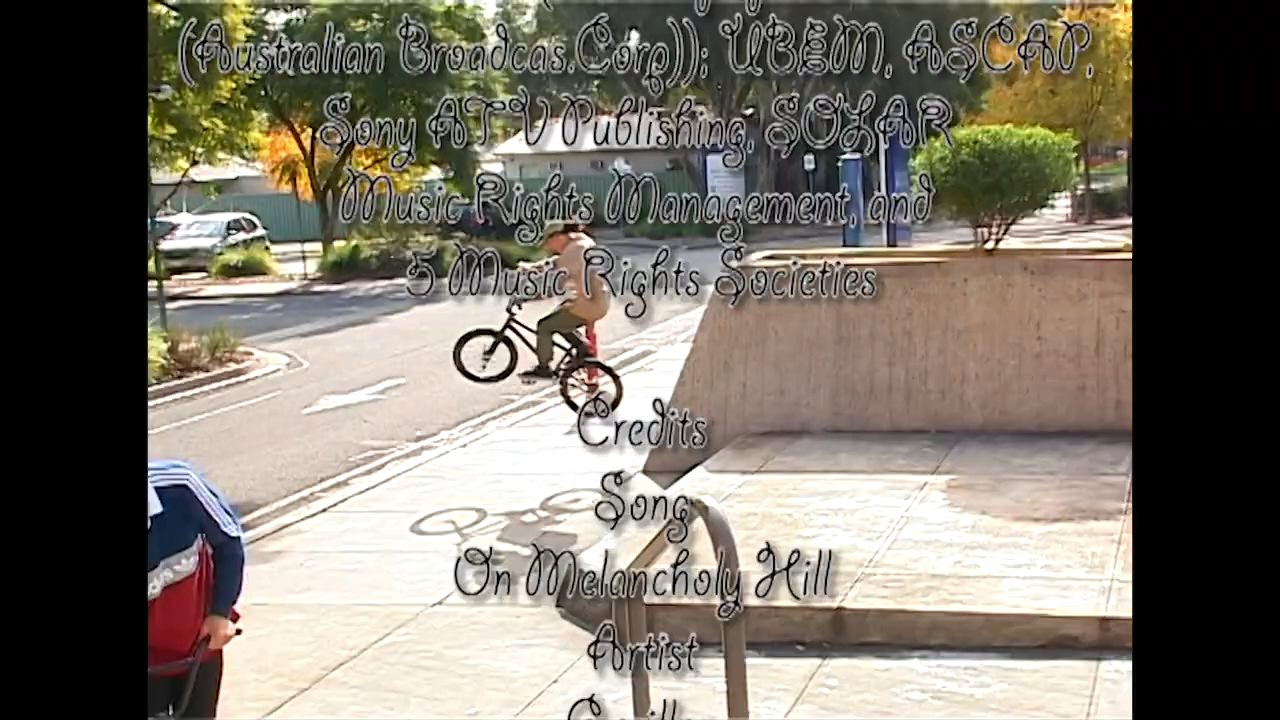 (Australian Broadcas.Corp)); UBEM, ASCAP,
Sony ATV Publishing, SOLAR
Music Rights Management, and
5 Music Rights Societies
Credits
Song
On Melancholy Hill
Artist